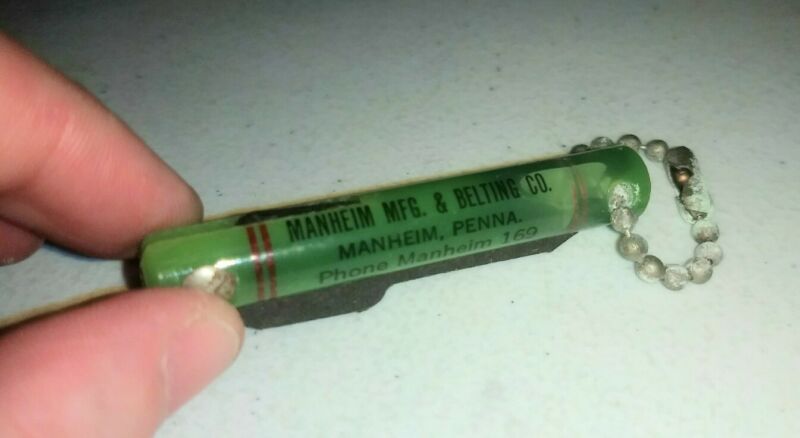 MANHEIM MFG. & BELTING CO.
MANHEIM, PENNA.
Phone Manheim 169